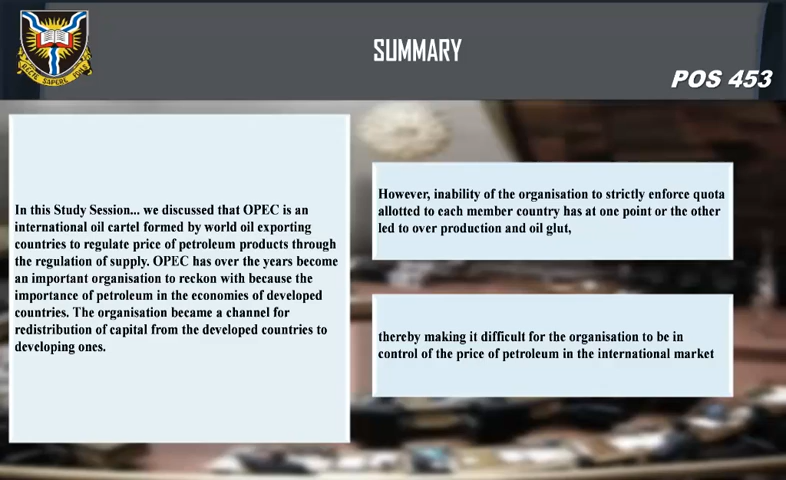 SUMMARY
POS 453
RECTE SAPERE FONS
In this Study Session... we discussed that OPEC is an
international oil cartel formed by world oil exporting
countries to regulate price of petroleum products through
the regulation of supply. OPEC has over the years become
an important organisation to reckon with because the
importance of petroleum in the economies of developed
countries. The organisation became a channel for
redistribution of capital from the developed countries to
developing ones.
However, inability of the organisation to strictly enforce quota
allotted to each member country has at one point or the other
led to over production and oil glut,
thereby making it difficult for the organisation to be in
control of the price of petroleum in the international market